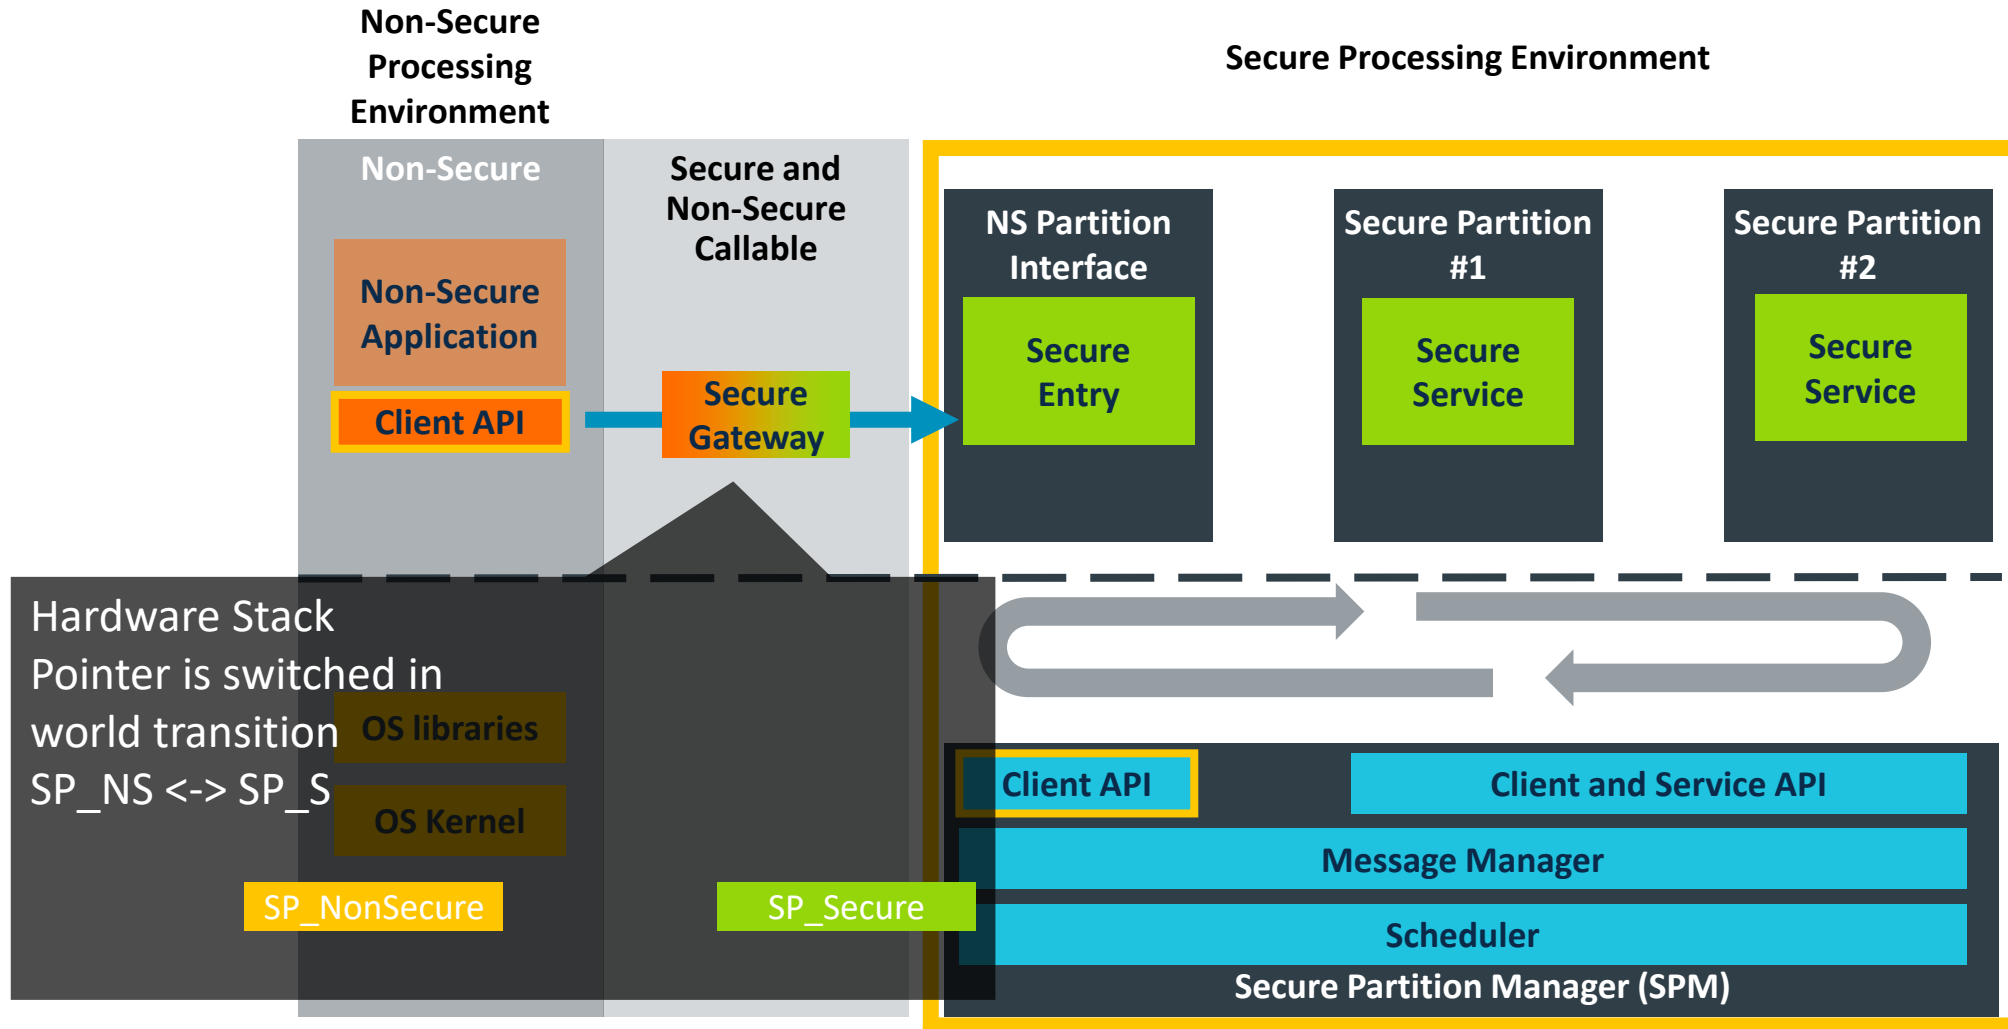 Non-Secure
Processing
Environment
Secure Processing Environment
Non-Secure
Secure and
Non-Secure
Callable
NS Partition
Interface
Secure Partition
#1
Secure Partition
#2
Non-Secure
Application
Client API
Secure
Gateway
Secure
Entry
Secure
Service
Secure
Service
Hardware Stack
Pointer is switched in
world transition
SP_NS <-> SP_S
OS libraries
OS Kernel
SP_NonSecure
SP_Secure
Client API
Client and Service API
Message Manager
Scheduler
Secure Partition Manager (SPM)